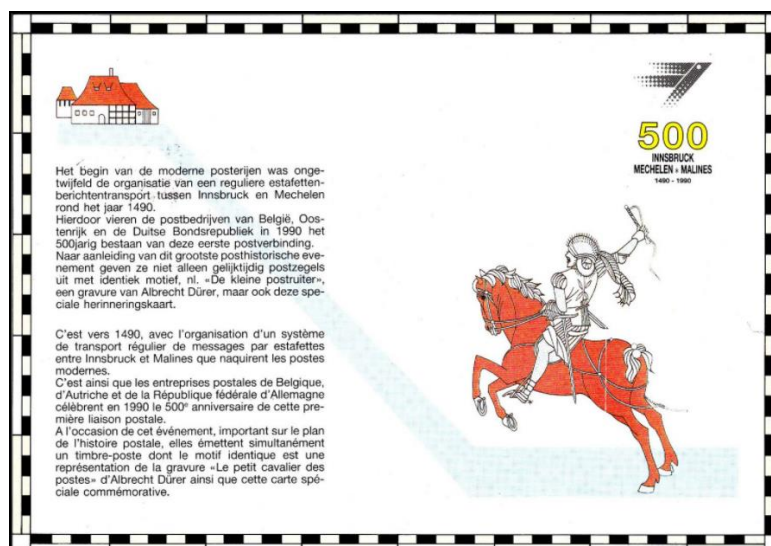 500
INNSBRUCK
MECHELEN » MALINES
1490 - 1990
Het begin van de moderne posterijen was onge-
twijfeld de organisatie van een reguliere estafetten-
berichtentransport tussen Innsbruck en Mechelen
rond het jaar 1490.
Hierdoor vieren de postbedrijven van België, Oos-
tenrijk en de Duitse Bondsrepubliek in 1990 het
500jarig bestaan van deze eerste postverbinding.
Naar aanleiding van dit grootste posthistorische eve-
nement geven ze niet alleen gelijktijdig postzegels
uit met identiek motief, nl. «De kleine postruiter»,
een gravure van Albrecht Dürer, maar ook deze spe-
ciale herinneringskaart.
C'est vers 1490, avec l'organisation d'un système
de transport régulier de messages par estafettes
entre Innsbruck et Malines que naquirent les postes
modernes.
C'est ainsi que les entreprises postales de Belgique,
d'Autriche et de la République fédérale d'Allemagne
célèbrent en 1990 le 500e anniversaire de cette pre-
mière liaison postale.
A l'occasion de cet événement, important sur le plan
de l'histoire postale, elles émettent simultanément
un timbre-poste dont le motif identique est une
représentation de la gravure «Le petit cavalier des
postes» d'Albrecht Dürer ainsi que cette carte spé-
ciale commémorative.